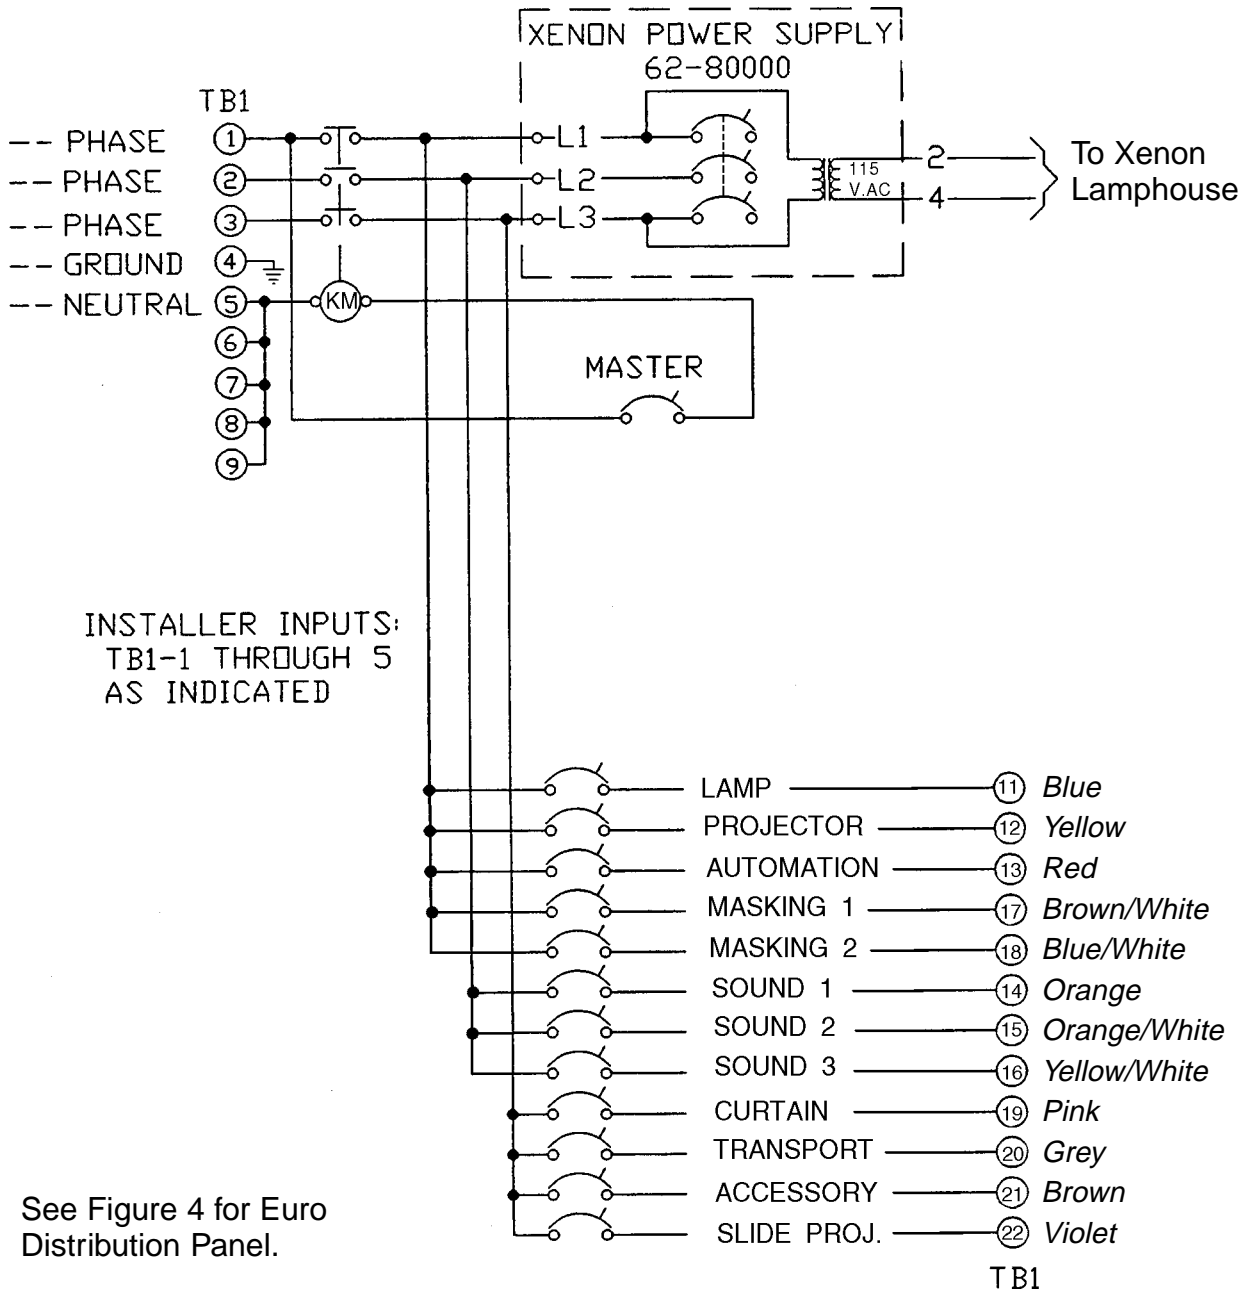 XENON POWER SUPPLY
62-80000
TB1
-- PHASE 1
L1
-- PHASE 2
L2
-- PHASE 3
L3
115
V.AC
2
4
To Xenon
Lamphouse
-- GROUND 4
-- NEUTRAL 5
KM
6
7
8
9
MASTER
INSTALLER INPUTS:
TB1-1 THROUGH 5
AS INDICATED
LAMP 11 Blue
PROJECTOR 12 Yellow
AUTOMATION 13 Red
MASKING 1 17 Brown/White
MASKING 2 18 Blue/White
SOUND 1 14 Orange
SOUND 2 15 Orange/White
SOUND 3 16 Yellow/White
CURTAIN 19 Pink
TRANSPORT 20 Grey
ACCESSORY 21 Brown
SLIDE PROJ. 22 Violet
TB1
See Figure 4 for Euro
Distribution Panel.